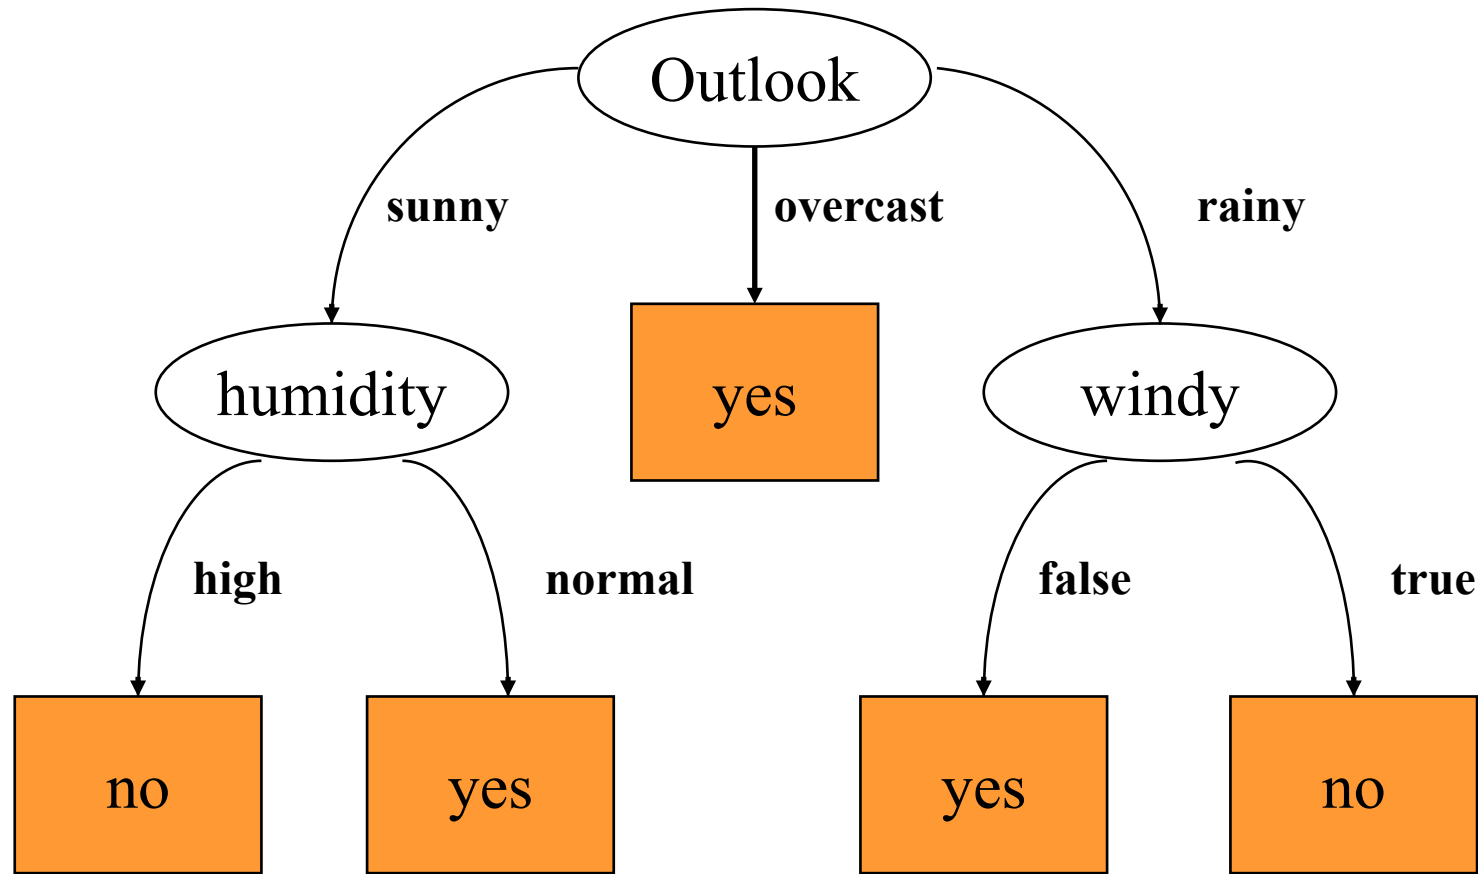 Outlook
sunny
overcast
rainy
humidity
yes
windy
high
normal
false
true
no
yes
yes
no